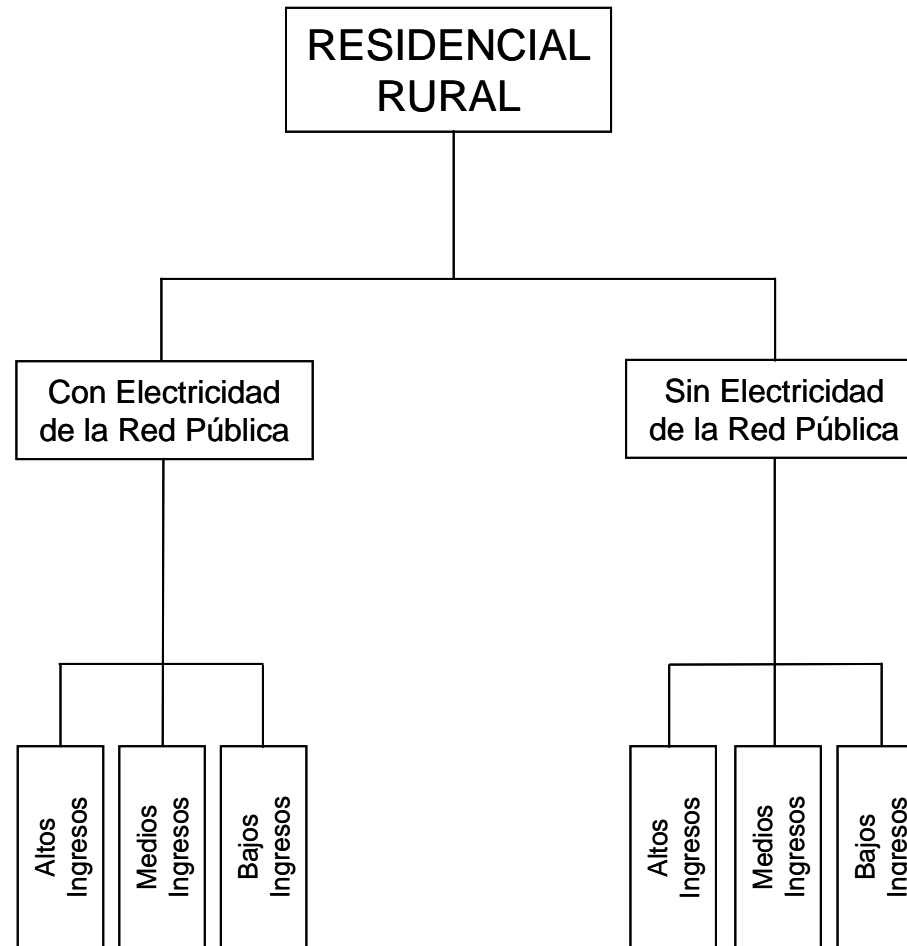 RESIDENCIAL
RURAL
Con Electricidad
de la Red Pública
Sin Electricidad
de la Red Pública
Altos
Ingresos
Medios
Ingresos
Bajos
Ingresos
Altos
Ingresos
Medios
Ingresos
Bajos
Ingresos